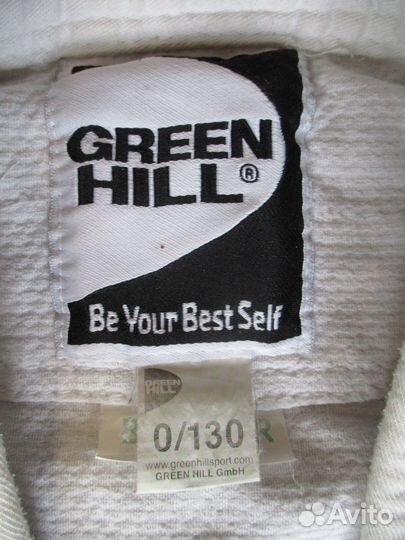 GREEN
HILL®
Be Your Best Self
GREEN
HILL
0/130
www.greenhillsport.com
GREEN HILL GmbH
Avito